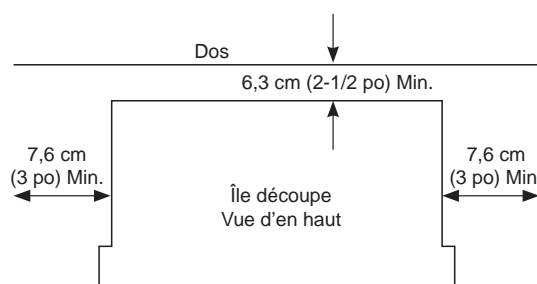 Dos
6,3 cm (2-1/2 po) Min.
7,6 cm
(3 po) Min.
7,6 cm
(3 po) Min
Île découpe
Vue d'en haut